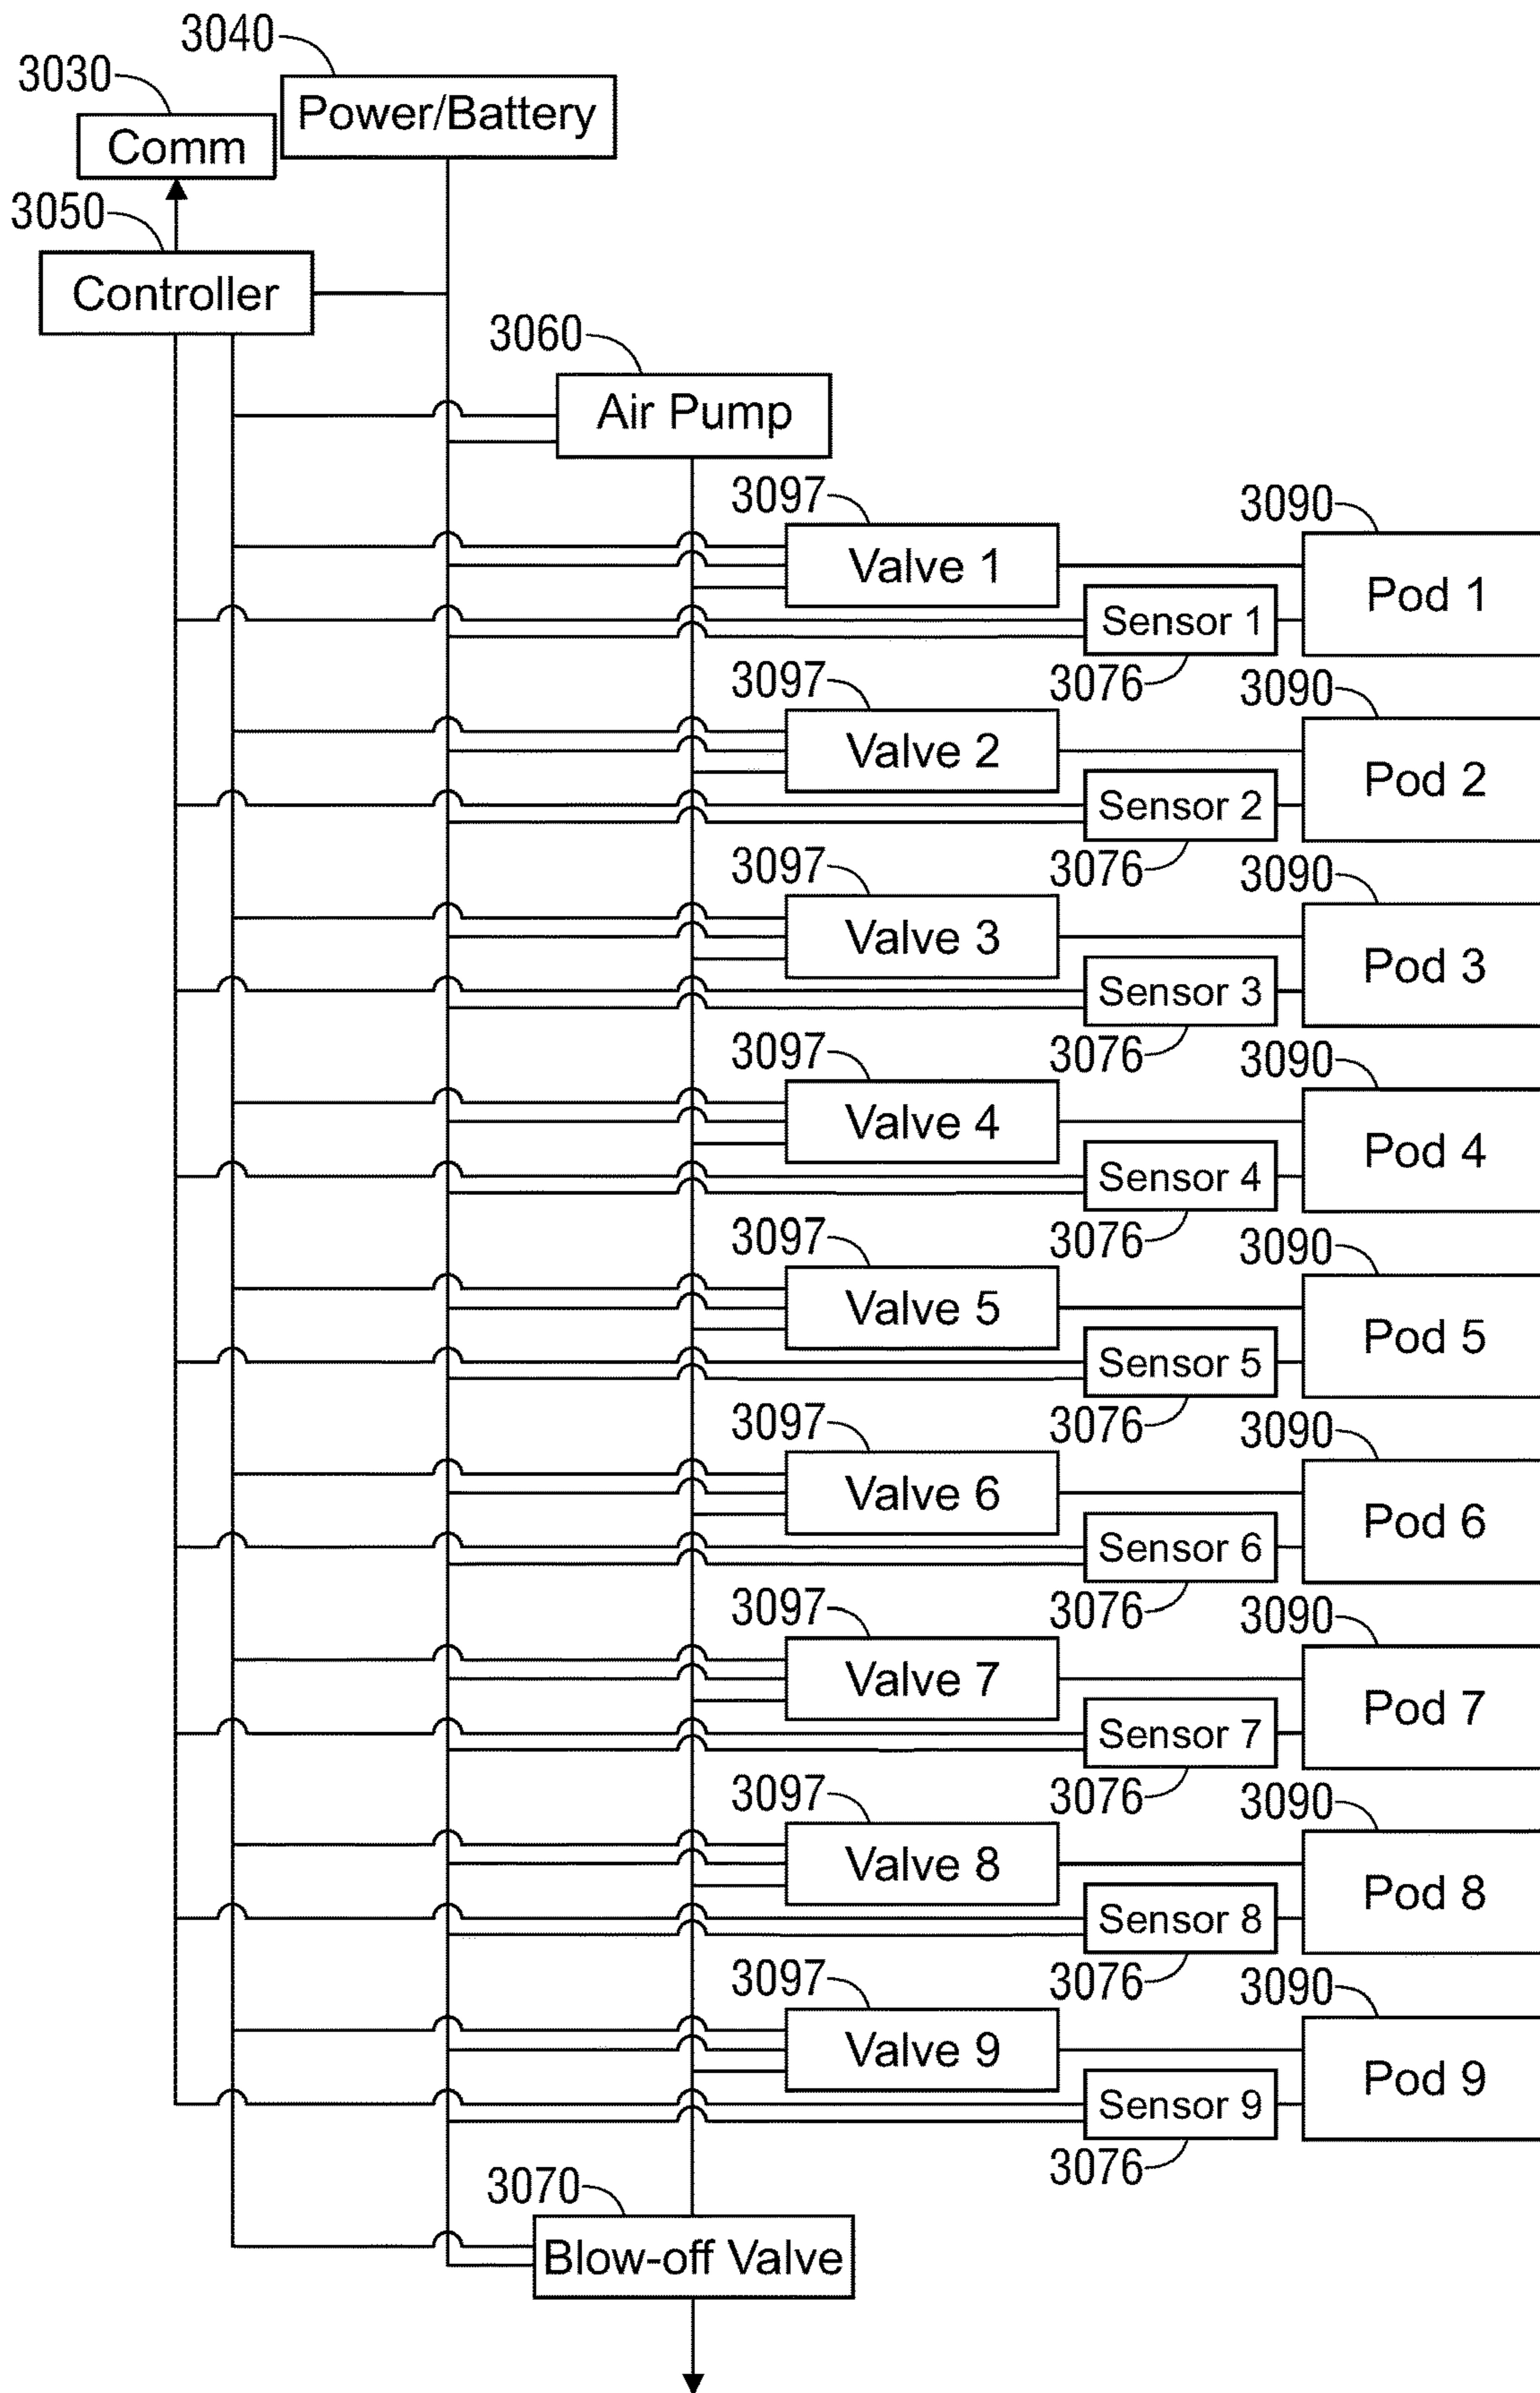 3040
3030
Power/Battery
Comm
3050
Controller
3060
Air Pump
3097
3090
Valve 1
Pod 1
Sensor 1
3076
3097
3090
Valve 2
Pod 2
Sensor 2
3076
3097
3090
Valve 3
Pod 3
Sensor 3
3076
3097
3090
Valve 4
Pod 4
Sensor 4
3076
3097
3090
Valve 5
Pod 5
Sensor 5
3076
3097
3090
Valve 6
Pod 6
Sensor 6
3076
3097
3090
Valve 7
Pod 7
Sensor 7
3076
3097
3090
Valve 8
Pod 8
Sensor 8
3076
3097
3090
Valve 9
Pod 9
Sensor 9
3076
3070
Blow-off Valve